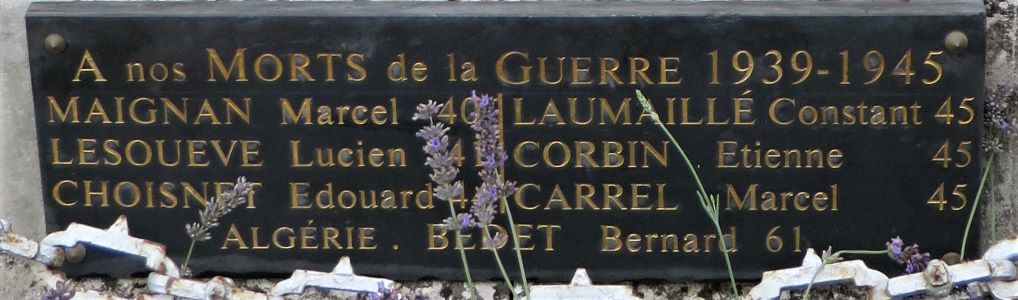 A nos MORTS de la GUERRE 1939-1945
MAIGNAN Marcel 40 LAUMAILLÉ Constant 45
LESOUEVE Lucien CORBIN Etienne 45
CHOISNET Edouard CARREL Marcel 45
ALGÉRIE . BEDET Bernard 61